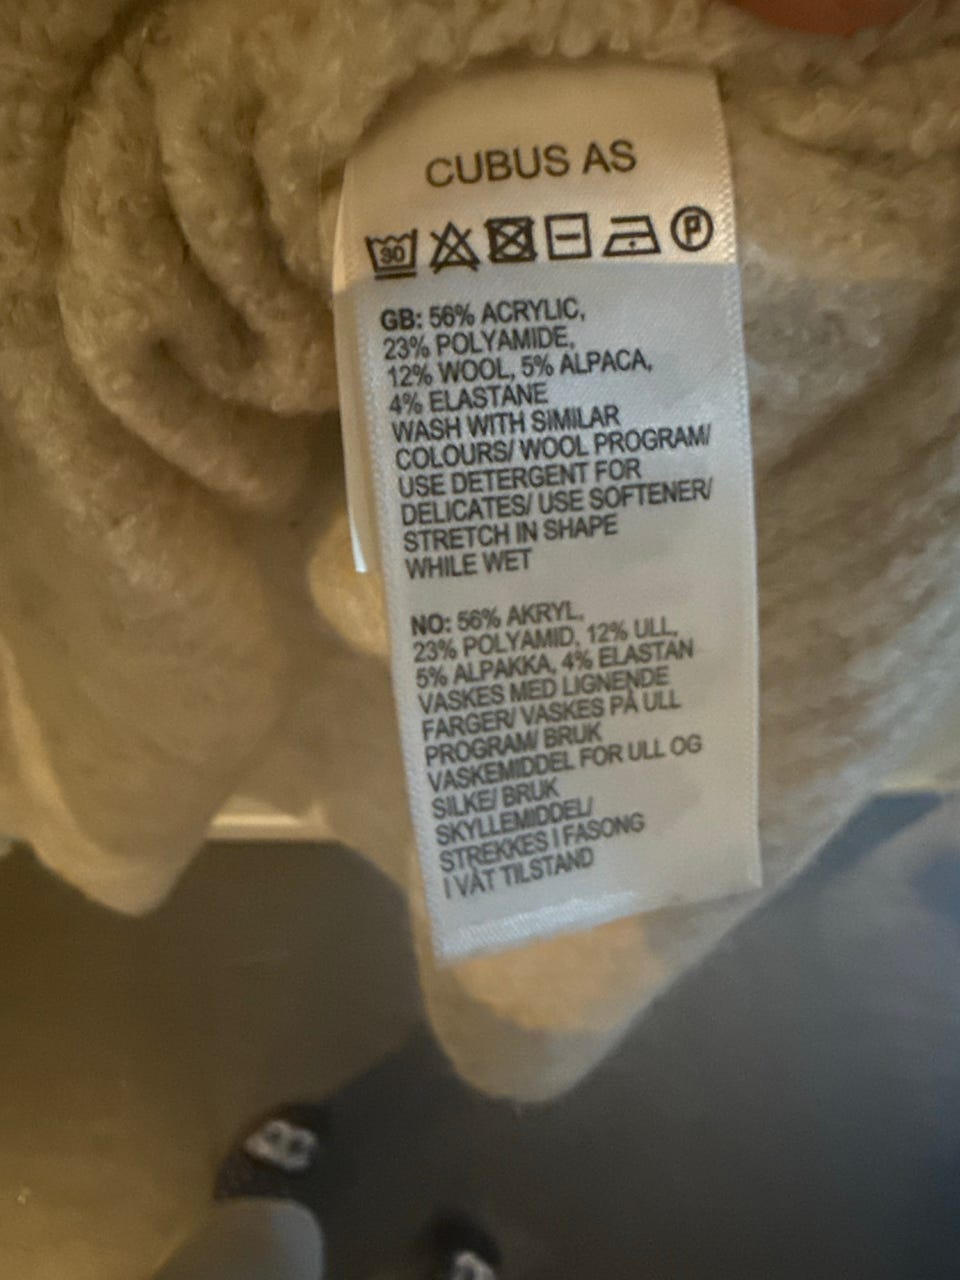 CUBUS AS
30 P
GB: 56% ACRYLIC,
23% POLYAMIDE,
12% WOOL, 5% ALPACA,
4% ELASTANE
WASH WITH SIMILAR
COLOURS/ WOOL PROGRAM/
USE DETERGENT FOR
DELICATES/ USE SOFTENER/
STRETCH IN SHAPE
WHILE WET
NO: 56% AKRYL,
23% POLYAMID, 12% ULL,
5% ALPAKKA, 4% ELASTAN
VASKES MED LIGNENDE
FARGER/ VASKES PÅ ULL
PROGRAM/ BRUK
VASKEMIDDEL FOR ULL OG
SILKE/ BRUK
SKYLLEMIDDEL/
STREKKES I FASONG
I VÅT TILSTAND